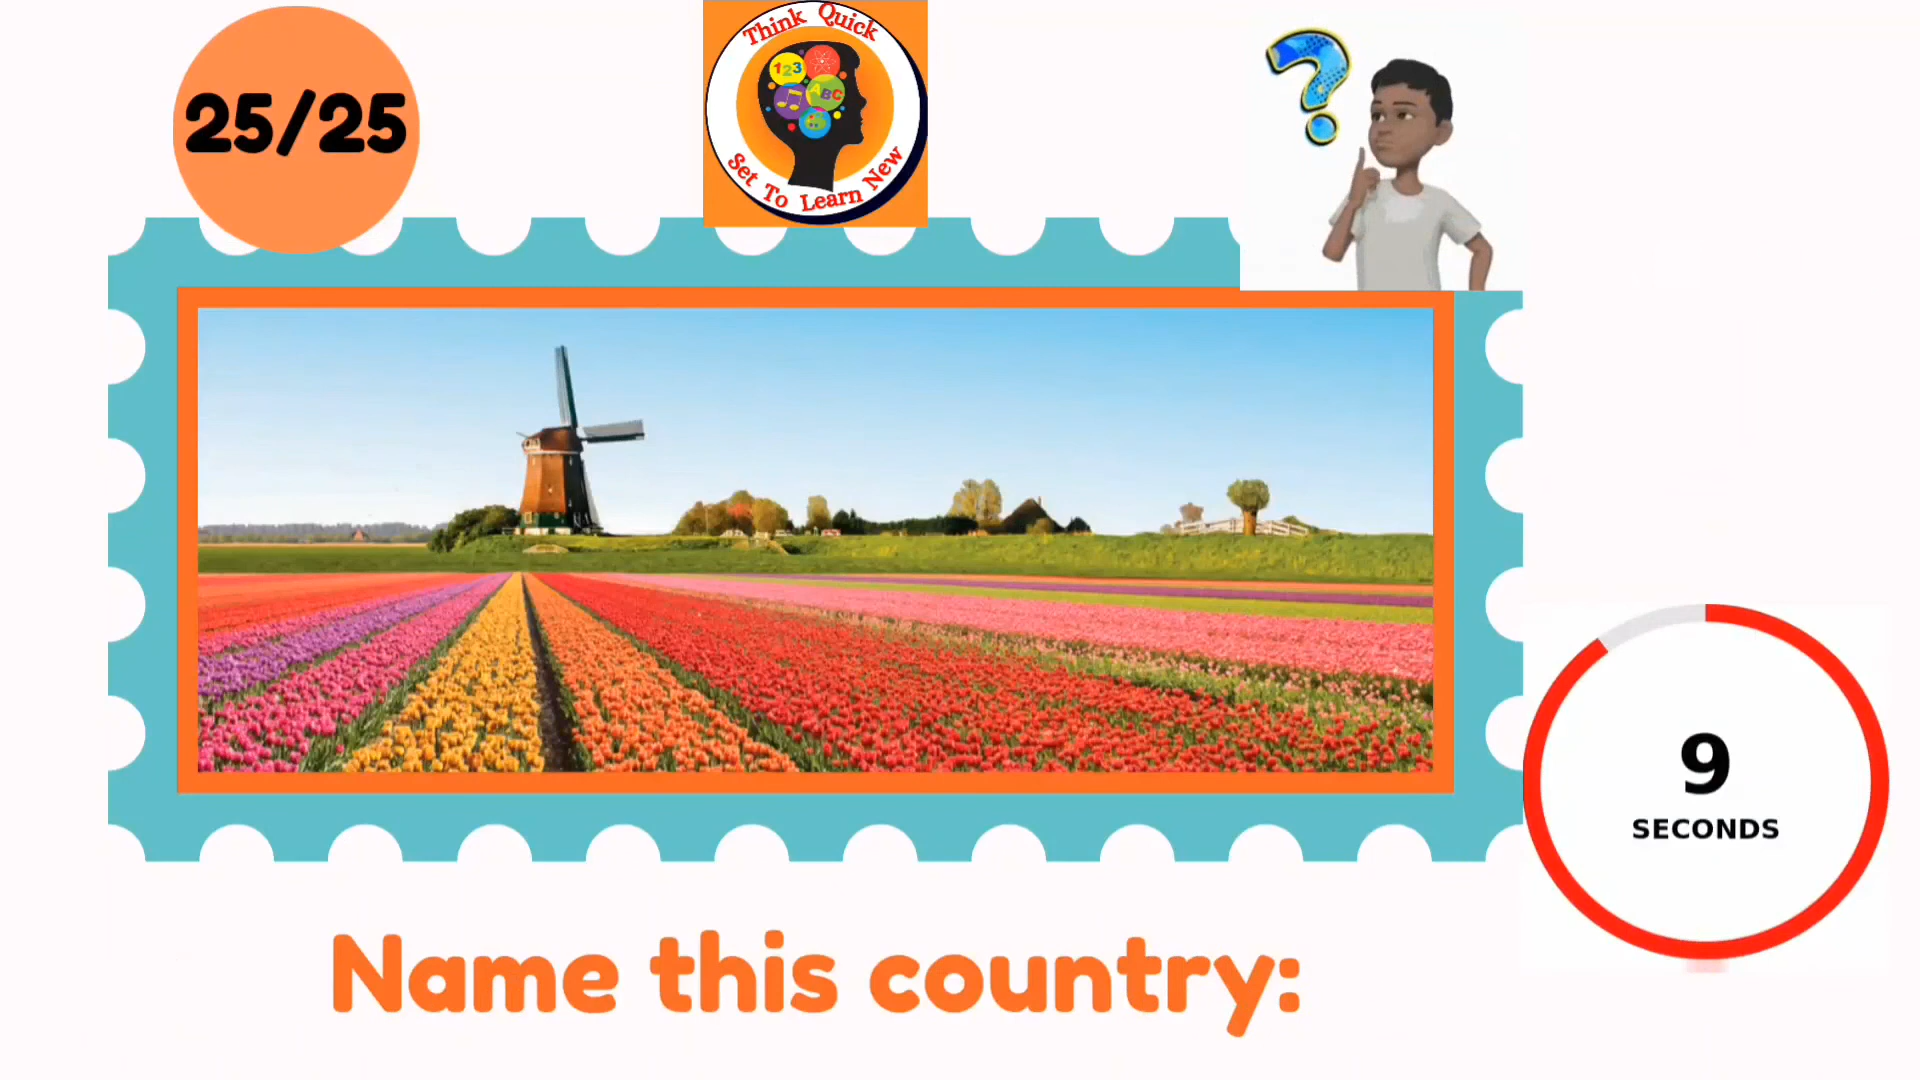 25/25
Think Quick
123
ABC
Set To Learn New
9
SECONDS
Name this country: